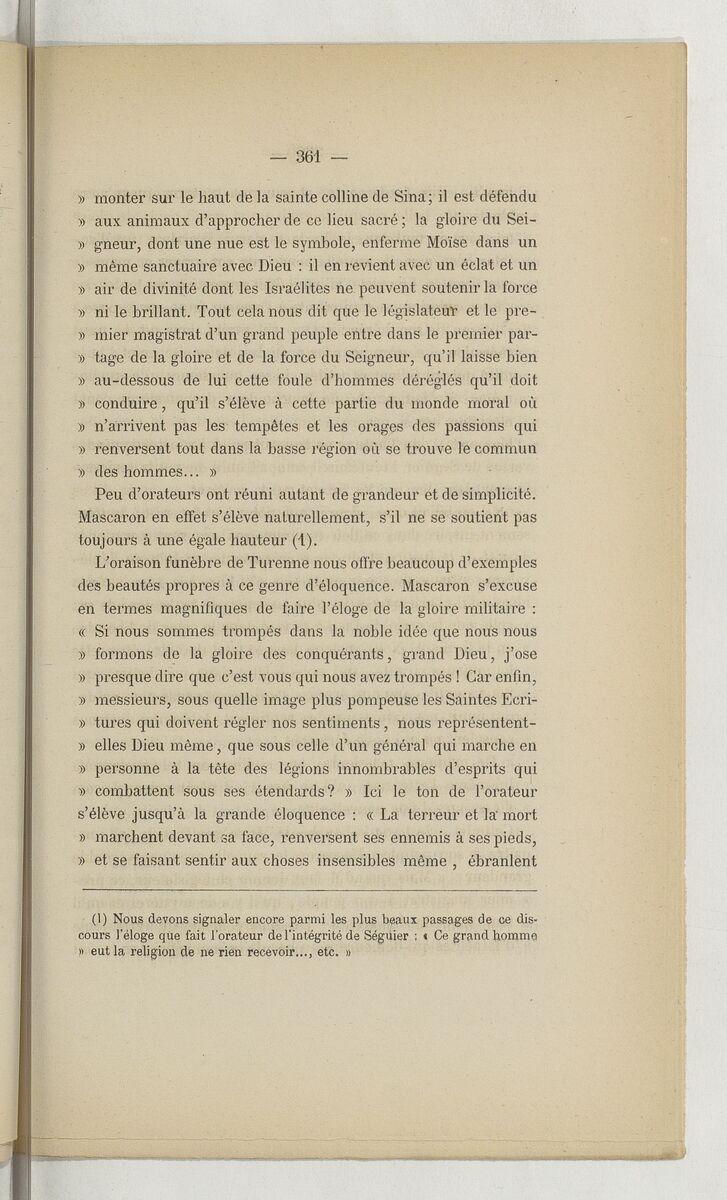 — 361 —
» monter sur le haut de la sainte colline de Sina; il est défendu
» aux animaux d'approcher de ce lieu sacré; la gloire du Sei-
» gneur, dont une nue est le symbole, enferme Moïse dans un
» même sanctuaire avec Dieu : il en revient avec un éclat et un
» air de divinité dont les Israélites ne peuvent soutenir la force
» ni le brillant. Tout cela nous dit que le législateur et le pre-
» mier magistrat d'un grand peuple entre dans le premier par-
» tage de la gloire et de la force du Seigneur, qu'il laisse bien
» au-dessous de lui cette foule d'hommes déréglés qu'il doit
» conduire, qu'il s'élève à cette partie du monde moral où
» n'arrivent pas les tempêtes et les orages des passions qui
» renversent tout dans la basse région où se trouve le commun
» des hommes... »
Peu d'orateurs ont réuni autant de grandeur et de simplicité.
Mascaron en effet s'élève naturellement, s'il ne se soutient pas
toujours à une égale hauteur (1).
L'oraison funèbre de Turenne nous offre beaucoup d'exemples
des beautés propres à ce genre d'éloquence. Mascaron s'excuse
en termes magnifiques de faire l'éloge de la gloire militaire :
« Si nous sommes trompés dans la noble idée que nous nous
» formons de la gloire des conquérants, grand Dieu, j'ose
» presque dire que c'est vous qui nous avez trompés ! Car enfin,
» messieurs, sous quelle image plus pompeuse les Saintes Ecri-
» tures qui doivent régler nos sentiments, nous représentent-
» elles Dieu même, que sous celle d'un général qui marche en
» personne à la tête des légions innombrables d'esprits qui
» combattent sous ses étendards? » Ici le ton de l'orateur
s'élève jusqu'à la grande éloquence : « La terreur et la mort
» marchent devant sa face, renversent ses ennemis à ses pieds,
» et se faisant sentir aux choses insensibles même, ébranlent
(1) Nous devons signaler encore parmi les plus beaux passages de ce dis-
cours l'éloge que fait l'orateur de l'intégrité de Séguier : « Ce grand homme
» eut la religion de ne rien recevoir..., etc. »